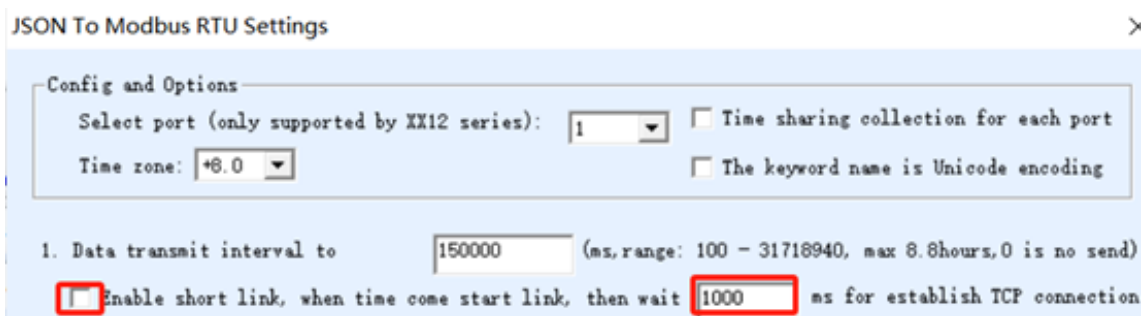 JSON To Modbus RTU Settings
Config and Options
Select port (only supported by XX12 series): 1 Time sharing collection for each port
Time zone: +8.0 The keyword name is Unicode encoding
1. Data transmit interval to 150000 (ms,range: 100 - 31718940, max 8.8hours,0 is no send)
Enable short link, when time come start link, then wait 1000 ms for establish TCP connection